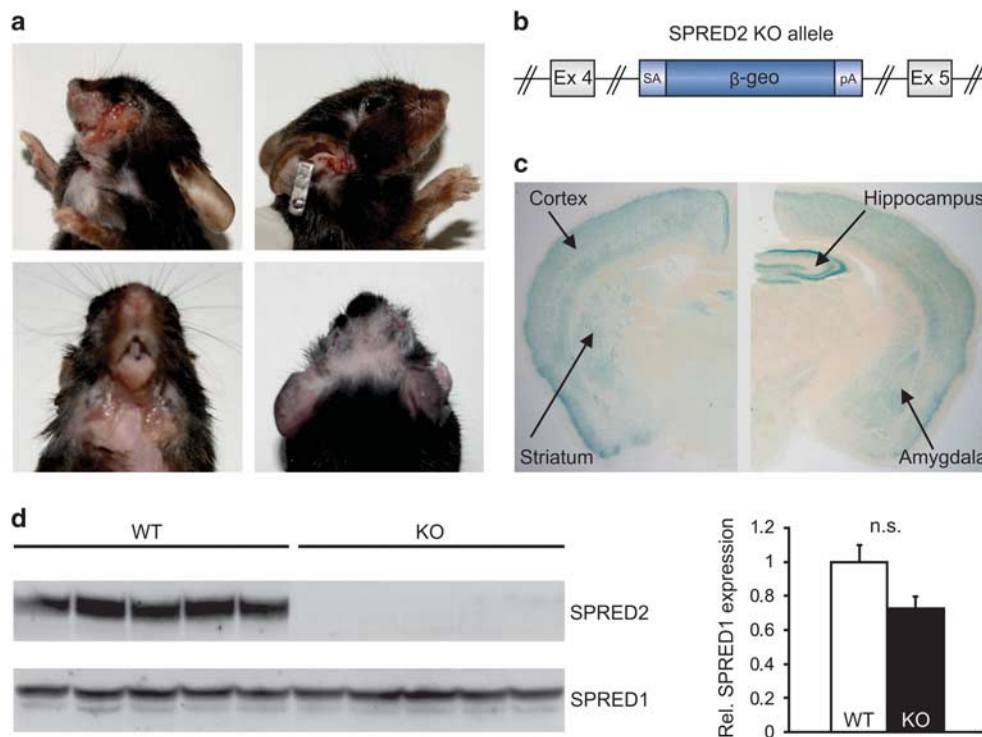 a
b
SPRED2 KO allele
Ex 4
SA
β-geo
pA
Ex 5
c
Cortex
Hippocampus
Striatum
Amygdala
d
WT
KO
SPRED2
SPRED1
n.s.
Rel. SPRED1 expression
1.2
1
0.8
0.6
0.4
0.2
0
WT
KO